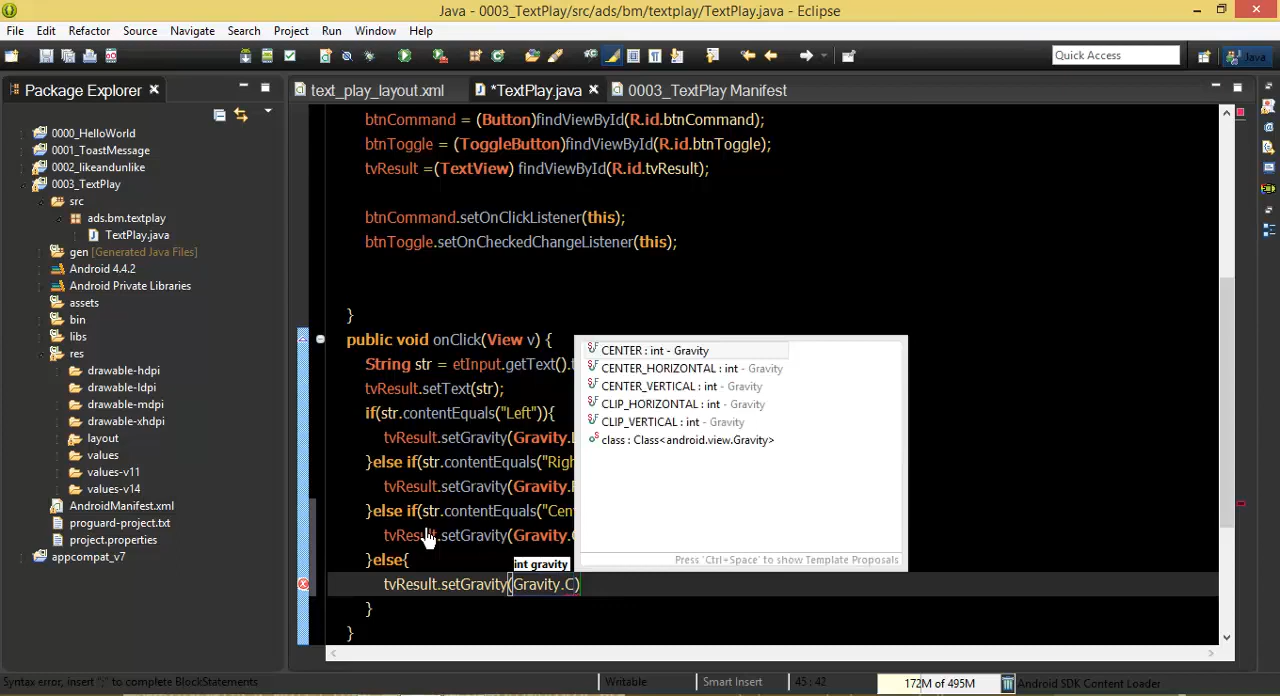 Java - 0003_TextPlay/src/ads/bm/textplay/TextPlay.java - Eclipse
File Edit Refactor Source Navigate Search Project Run Window Help
Quick Access
Java
Package Explorer
text_play_layout.xml
*TextPlay.java
0003_TextPlay Manifest
0000_HelloWorld
0001_ToastMessage
0002_likeandunlike
0003_TextPlay
src
ads.bm.textplay
TextPlay.java
gen [Generated Java Files]
Android 4.4.2
Android Private Libraries
assets
bin
libs
res
drawable-hdpi
drawable-ldpi
drawable-mdpi
drawable-xhdpi
layout
values
values-v11
values-v14
AndroidManifest.xml
proguard-project.txt
project.properties
appcompat_v7
btnCommand = (Button)findViewById(R.id.btnCommand);
btnToggle = (ToggleButton)findViewById(R.id.btnToggle);
tvResult =(TextView) findViewById(R.id.tvResult);
btnCommand.setOnClickListener(this);
btnToggle.setOnCheckedChangeListener(this);
}
public void onClick(View v) {
String str = etInput.getText().
tvResult.setText(str);
if(str.contentEquals("Left")){
tvResult.setGravity(Gravity.
}else if(str.contentEquals("Righ
tvResult.setGravity(Gravity.
}else if(str.contentEquals("Cen
tvResult.setGravity(Gravity.
}else{
int gravity
tvResult.setGravity(Gravity.C)
}
}
CENTER : int - Gravity
CENTER_HORIZONTAL : int - Gravity
CENTER_VERTICAL : int - Gravity
CLIP_HORIZONTAL : int - Gravity
CLIP_VERTICAL : int - Gravity
class : Class<android.view.Gravity>
Press 'Ctrl+Space' to show Template Proposals
Syntax error, insert ";" to complete BlockStatements
Writable
Smart Insert
45 : 42
172M of 495M
Android SDK Content Loader